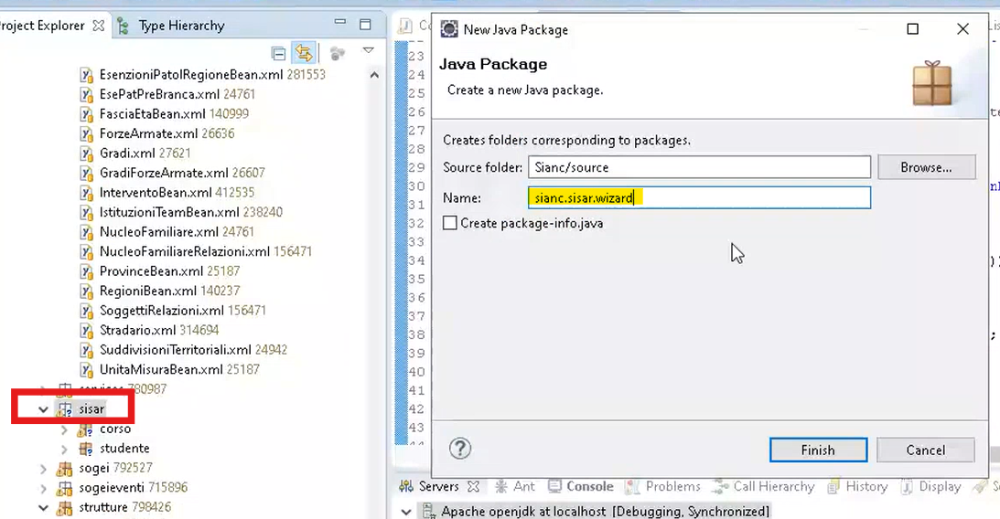 Project Explorer
Type Hierarchy
EsenzioniPatolRegioneBean.xml 281553
EsePatPreBranca.xml 24761
FasciaEtaBean.xml 140999
ForzeArmate.xml 26636
Gradi.xml 27621
GradiForzeArmate.xml 26607
InterventoBean.xml 412535
IstituzioniTeamBean.xml 238240
NucleoFamiliare.xml 24761
NucleoFamiliareRelazioni.xml 156471
ProvinceBean.xml 25187
RegioniBean.xml 140237
SoggettiRelazioni.xml 156471
Stradario.xml 314694
SuddivisioniTerritoriali.xml 24942
UnitaMisuraBean.xml 25187
services 780987
sisar
corso
studente
sogei 792527
sogeieventi 715896
strutture 798426
23
24
25
26
27
28
29
30
31
32
33
34
35
36
37
38
39
40
41
42
43
New Java Package
Java Package
Create a new Java package.
Creates folders corresponding to packages.
Source folder: Sianc/source Browse...
Name: sianc.sisar.wizard
Create package-info.java
Finish Cancel
Servers Ant Console Problems Call Hierarchy History Display
Apache openjdk at localhost [Debugging, Synchronized]